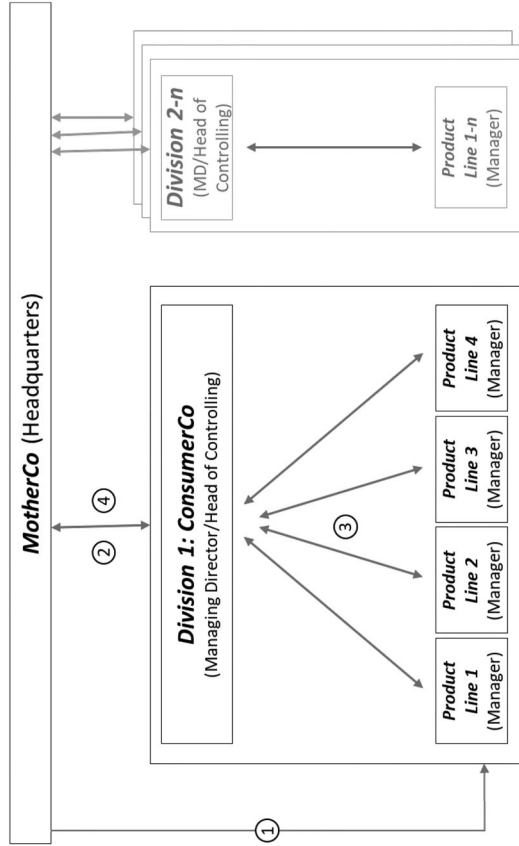 MotherCo (Headquarters)
①
②
④
Division 1: ConsumerCo
(Managing Director/Head of Controlling)
③
Product
Line 1
(Manager)
Product
Line 2
(Manager)
Product
Line 3
(Manager)
Product
Line 4
(Manager)
Division 2-n
(MD/Head of
Controlling)
Product
Line 1-n
(Manager)